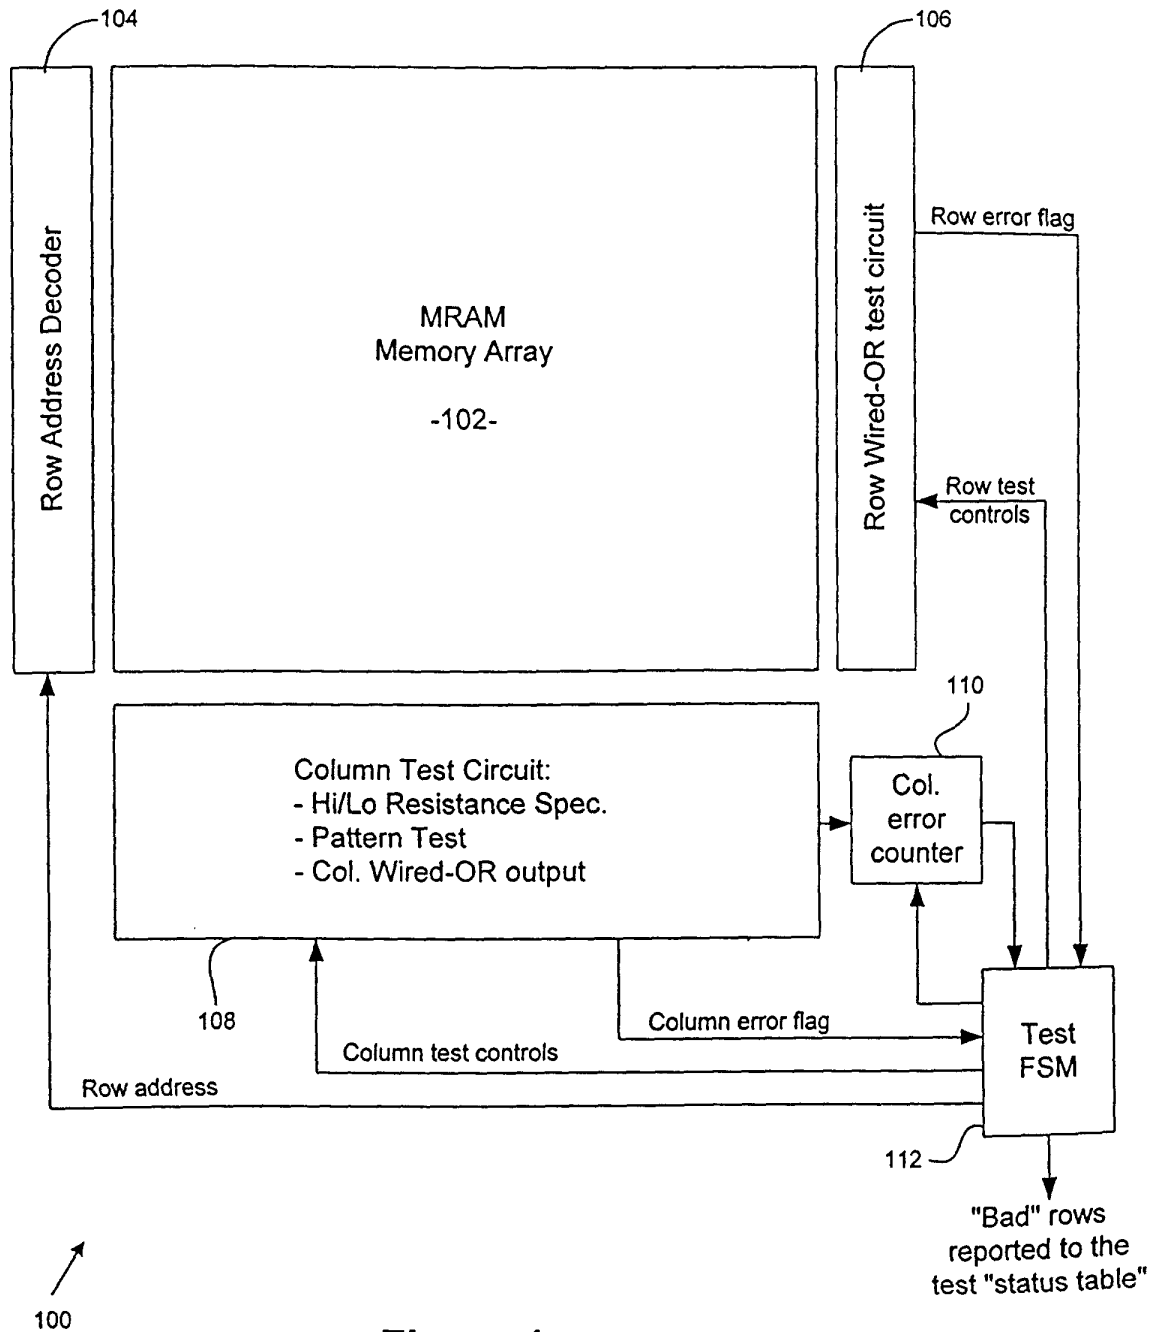 104
106
Row Address Decoder
MRAM
Memory Array
-102-
Row Wired-OR test circuit
Row error flag
Row test
controls
110
Column Test Circuit:
- Hi/Lo Resistance Spec.
- Pattern Test
- Col. Wired-OR output
Col.
error
counter
108
Column error flag
Column test controls
Row address
Test
FSM
112
"Bad" rows
reported to the
test "status table"
100